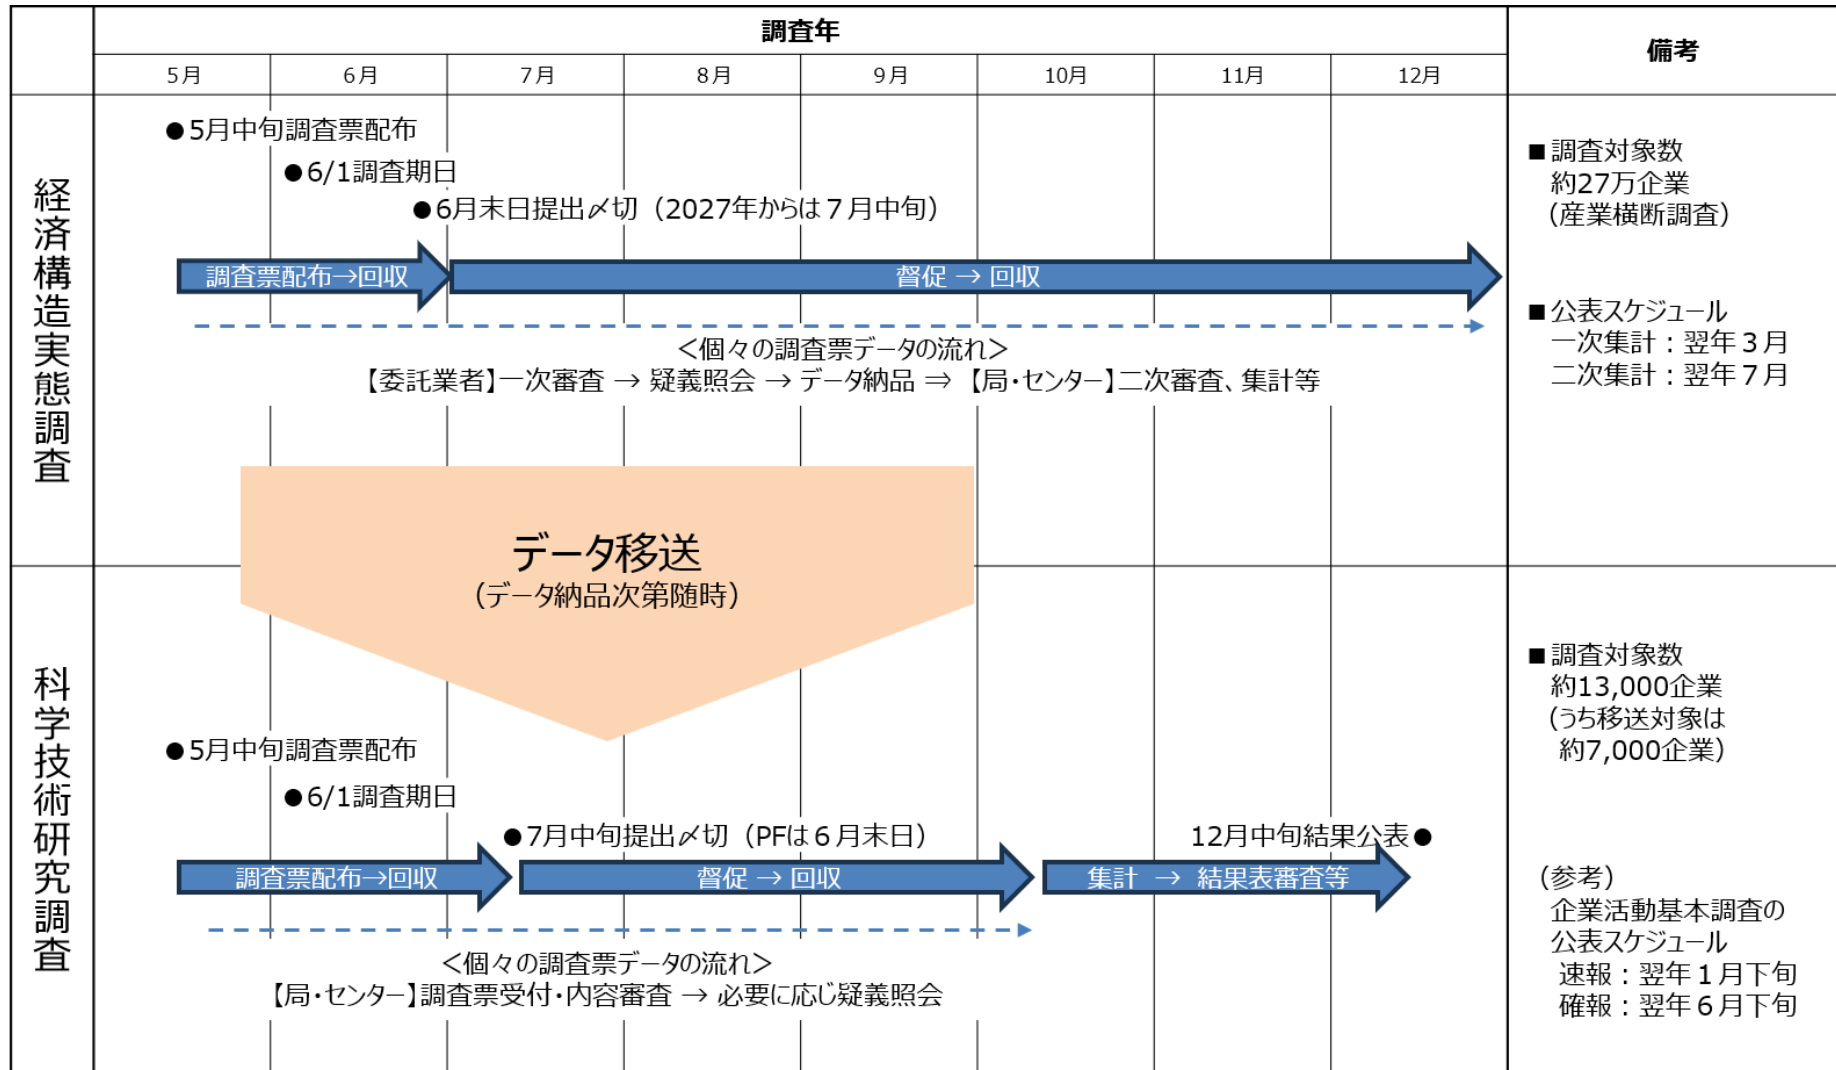 調査年
備考
5月
6月
7月
8月
9月
10月
11月
12月
経済構造実態調査
●5月中旬調査票配布
●6/1調査期日
●6月末日提出〆切（2027年からは７月中旬）
調査票配布→回収
督促 → 回収
＜個々の調査票データの流れ＞
【委託業者】一次審査 → 疑義照会 → データ納品 ⇒ 【局・センター】二次審査、集計等
■調査対象数
約27万企業
（産業横断調査）
■公表スケジュール
一次集計：翌年３月
二次集計：翌年７月
データ移送
（データ納品次第随時）
科学技術研究調査
●5月中旬調査票配布
●6/1調査期日
●7月中旬提出〆切（PFは６月末日）
12月中旬結果公表●
調査票配布→回収
督促 → 回収
集計 → 結果表審査等
＜個々の調査票データの流れ＞
【局・センター】調査票受付・内容審査 → 必要に応じ疑義照会
■調査対象数
約13,000企業
（うち移送対象は
約7,000企業）
（参考）
企業活動基本調査の
公表スケジュール
速報：翌年１月下旬
確報：翌年６月下旬